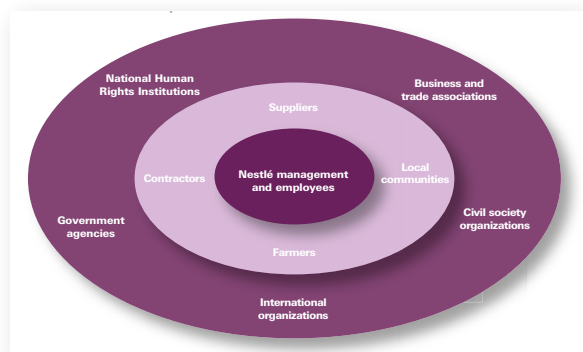 National Human
Rights Institutions
Business and
trade associations
Suppliers
Contractors
Nestlé management
and employees
Local
communities
Government
agencies
Civil society
organizations
Farmers
International
organizations